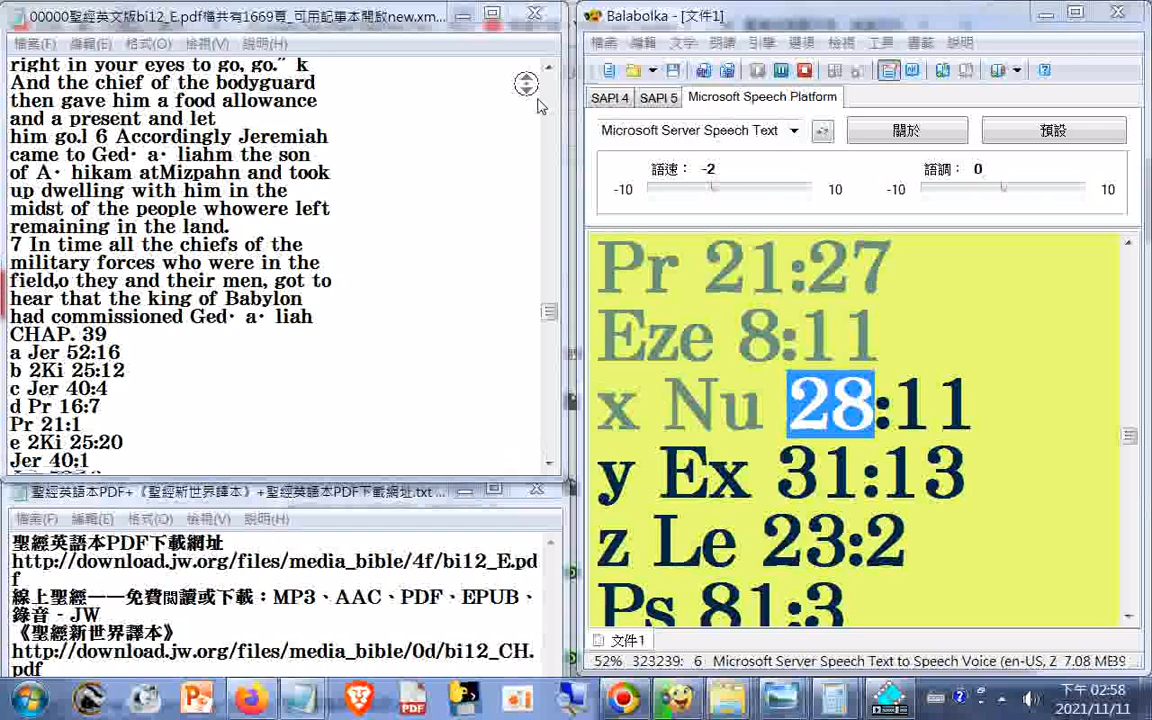 00000聖經英文版bi12_E.pdf檔共有1669頁_可用記事本開啟new.xm...
檔案(F) 編輯(E) 格式(O) 檢視(V) 說明(H)
right in your eyes to go, go.” k
And the chief of the bodyguard
then gave him a food allowance
and a present and let
him go.l 6 Accordingly Jeremiah
came to Ged· a· liahm the son
of A· hikam atMizpahn and took
up dwelling with him in the
midst of the people whowere left
remaining in the land.
7 In time all the chiefs of the
military forces who were in the
field,o they and their men, got to
hear that the king of Babylon
had commissioned Ged· a· liah
CHAP. 39
a Jer 52:16
b 2Ki 25:12
c Jer 40:4
d Pr 16:7
Pr 21:1
e 2Ki 25:20
Jer 40:1
聖經英語本PDF+《聖經新世界譯本》+聖經英語本PDF下載網址.txt ...
檔案(F) 編輯(E) 格式(O) 檢視(V) 說明(H)
聖經英語本PDF下載網址
http://download.jw.org/files/media_bible/4f/bi12_E.pd
f
線上聖經——免費閱讀或下載：MP3、AAC、PDF、EPUB、
錄音 - JW
《聖經新世界譯本》
http://download.jw.org/files/media_bible/0d/bi12_CH.
pdf
Balabolka - [文件1]
檔案 編輯 文字 朗讀 引擎 選項 檢視 工具 書籤 說明
SAPI 4 SAPI 5 Microsoft Speech Platform
Microsoft Server Speech Text 關於 預設
語速： -2 語調： 0
-10 10 -10 10
Pr 21:27
Eze 8:11
x Nu 28:11
y Ex 31:13
z Le 23:2
Ps 81:3
文件1
52% 323239: 6 Microsoft Server Speech Text to Speech Voice (en-US, Z 7.08 MB
下午 02:58
2021/11/11